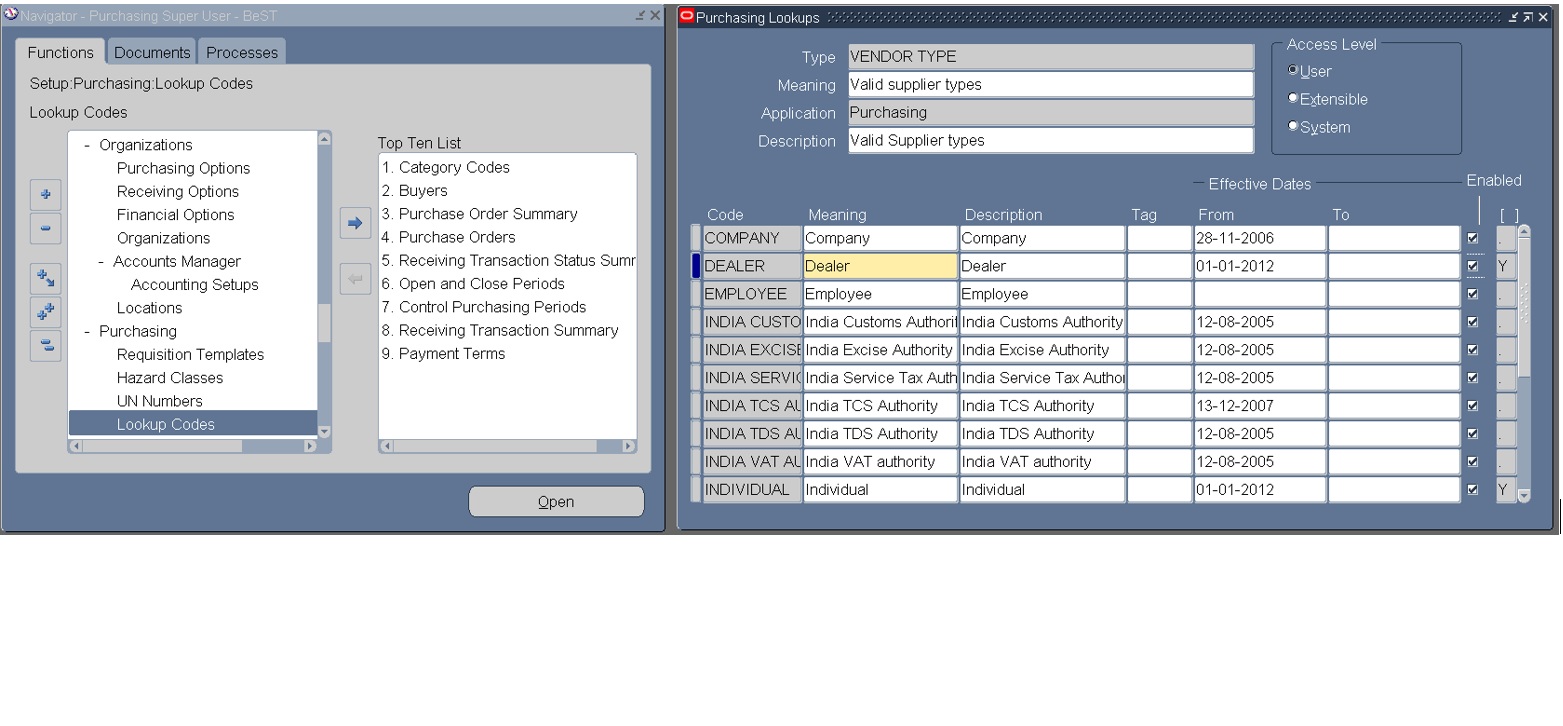 Navigator - Purchasing Super User - BeST
Functions Documents Processes
Setup:Purchasing:Lookup Codes
Lookup Codes
- Organizations
Purchasing Options
Receiving Options
Financial Options
Organizations
- Accounts Manager
Accounting Setups
Locations
- Purchasing
Requisition Templates
Hazard Classes
UN Numbers
Lookup Codes
Top Ten List
1. Category Codes
2. Buyers
3. Purchase Order Summary
4. Purchase Orders
5. Receiving Transaction Status Sumr
6. Open and Close Periods
7. Control Purchasing Periods
8. Receiving Transaction Summary
9. Payment Terms
Open
Purchasing Lookups
Type VENDOR TYPE
Meaning Valid supplier types
Application Purchasing
Description Valid Supplier types
Access Level
User
Extensible
System
Effective Dates Enabled
Code Meaning Description Tag From To [ ]
COMPANY Company Company 28-11-2006 .
DEALER Dealer Dealer 01-01-2012 Y
EMPLOYEE Employee Employee .
INDIA CUSTO India Customs Authorit India Customs Authority 12-08-2005 .
INDIA EXCISE India Excise Authority India Excise Authority 12-08-2005 .
INDIA SERVIC India Service Tax Auth India Service Tax Author 12-08-2005 .
INDIA TCS AU India TCS Authority India TCS Authority 13-12-2007 .
INDIA TDS AU India TDS Authority India TDS Authority 12-08-2005 .
INDIA VAT AU India VAT authority India VAT authority 12-08-2005 .
INDIVIDUAL Individual Individual 01-01-2012 Y